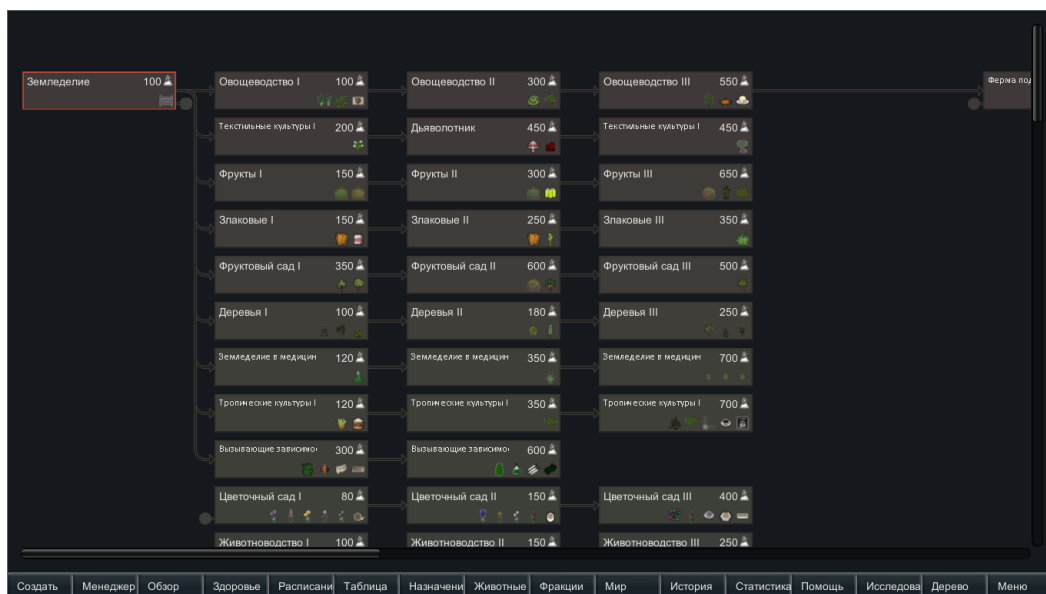 Земледелие 100 Овощеводство I 100 Овощеводство II 300 Овощеводство III 550 Ферма под
Текстильные культуры I 200 Дьяволотник 450 Текстильные культуры I 450
Фрукты I 150 Фрукты II 300 Фрукты III 650
Злаковые I 150 Злаковые II 250 Злаковые III 350
Фруктовый сад I 350 Фруктовый сад II 600 Фруктовый сад III 500
Деревья I 100 Деревья II 180 Деревья III 250
Земледелие в медицин 120 Земледелие в медицин 350 Земледелие в медицин 700
Тропические культуры I 120 Тропические культуры I 350 Тропические культуры I 700
Вызывающие зависимо 300 Вызывающие зависимо 600
Цветочный сад I 80 Цветочный сад II 150 Цветочный сад III 400
Животноводство I 100 Животноводство II 150 Животноводство III 250
Создать Менеджер Обзор Здоровье Расписани Таблица Назначени Животные Фракции Мир История Статистика Помощь Исследова Дерево Меню